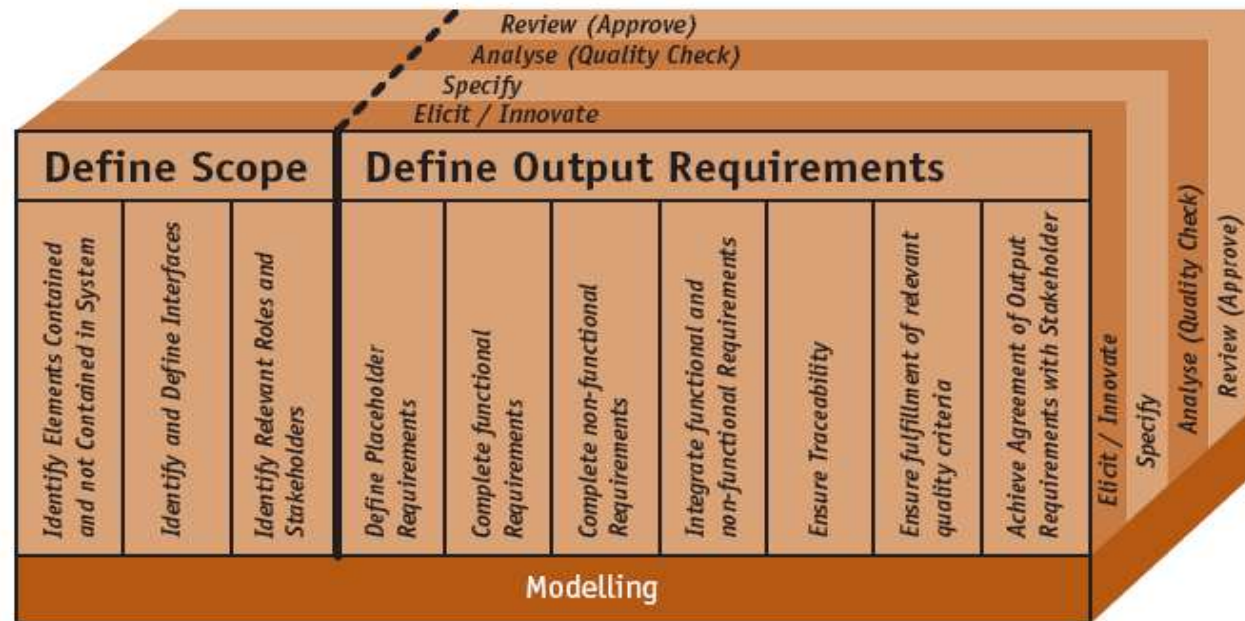 Review (Approve)
Analyse (Quality Check)
Specify
Elicit / Innovate
Define Scope
Define Output Requirements
Identify Elements Contained
and not Contained in System
Identify and Define Interfaces
Identify Relevant Roles and
Stakeholders
Define Placeholder
Requirements
Complete functional
Requirements
Complete non-functional
Requirements
Integrate functional and
non-functional Requirements
Ensure Traceability
Ensure fulfillment of relevant
quality criteria
Achieve Agreement of Output
Requirements with Stakeholder
Elicit / Innovate
Specify
Analyse (Quality Check)
Review (Approve)
Modelling